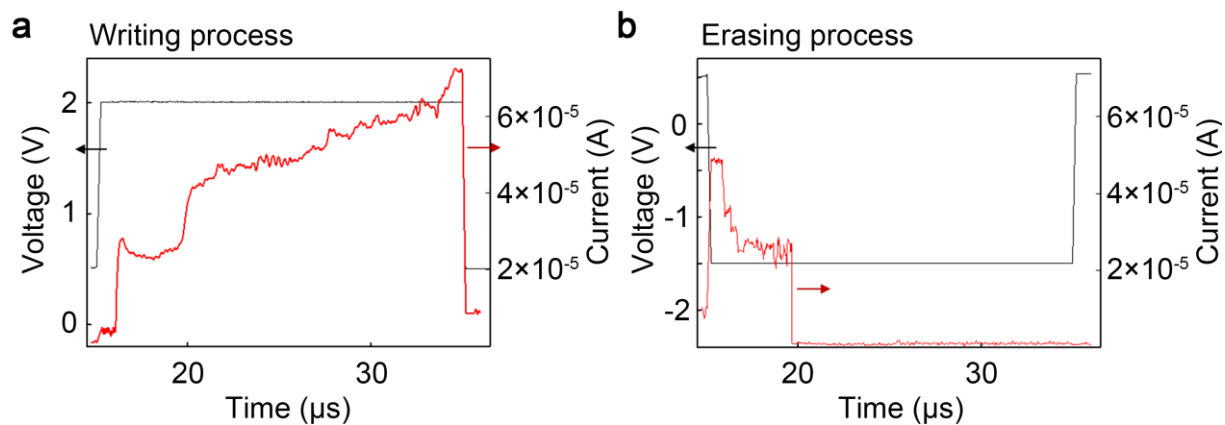 a Writing process
Voltage (V)
2
1
0
6×10⁻⁵
4×10⁻⁵
2×10⁻⁵
Current (A)
20 30
Time (µs)
b Erasing process
Voltage (V)
0
-1
-2
6×10⁻⁵
4×10⁻⁵
2×10⁻⁵
Current (A)
20 30
Time (µs)